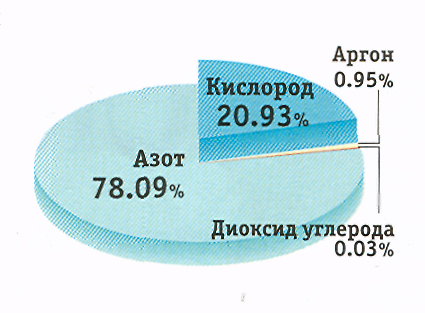 Аргон
0.95%
Кислород
20.93%
Азот
78.09%
Диоксид углерода
0.03%